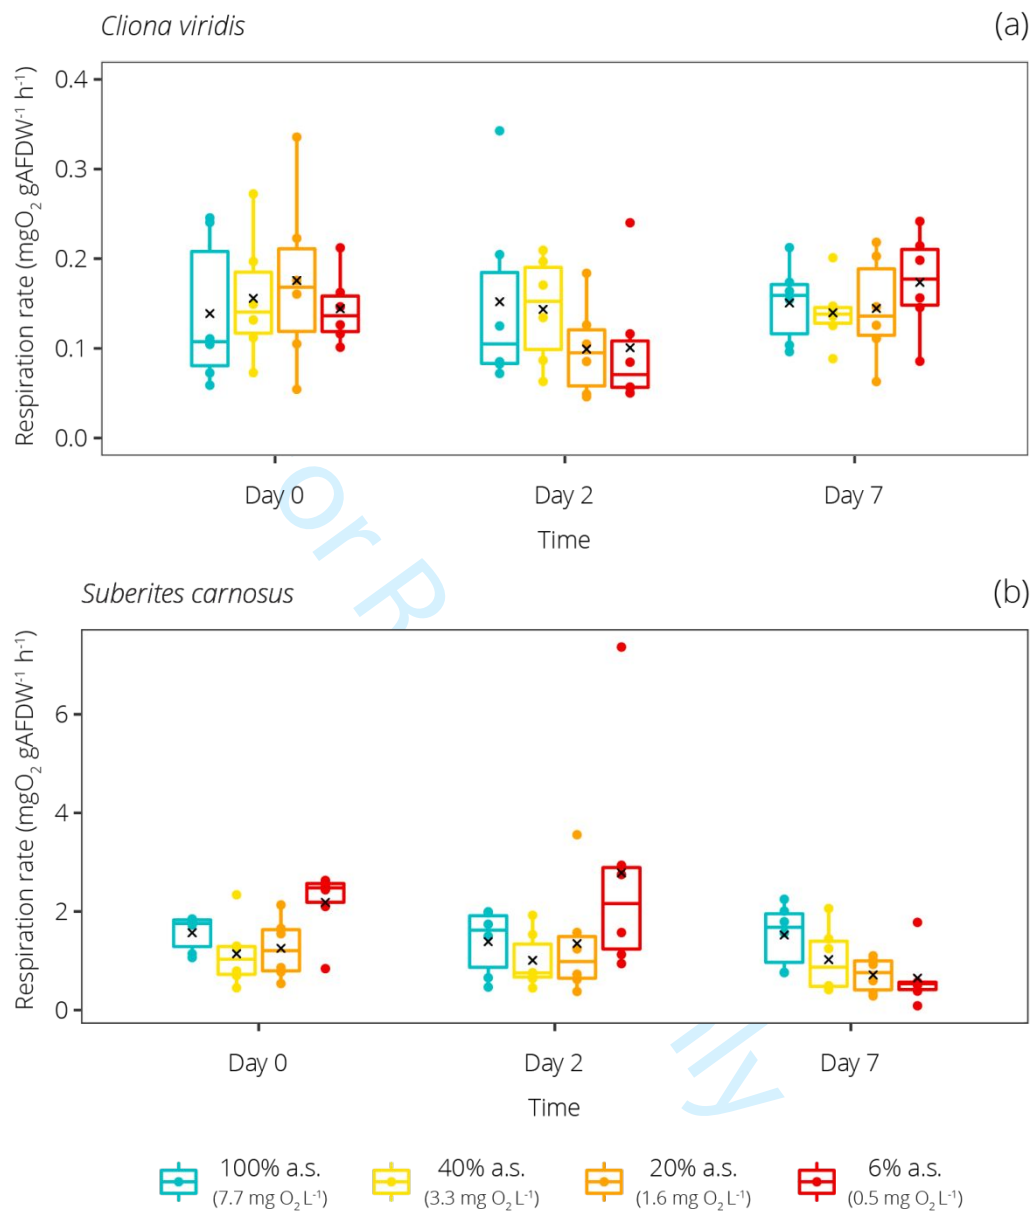 Cliona viridis (a)
Respiration rate (mgO₂ gAFDW⁻¹ h⁻¹)
0.4
0.3
0.2
0.1
0.0
Day 0 Day 2 Day 7
Time
or R
Suberites carnosus (b)
Respiration rate (mgO₂ gAFDW⁻¹ h⁻¹)
6
4
2
0
Day 0 Day 2 Day 7
Time
100% a.s. 40% a.s. 20% a.s. 6% a.s.
(7.7 mg O₂ L⁻¹) (3.3 mg O₂ L⁻¹) (1.6 mg O₂ L⁻¹) (0.5 mg O₂ L⁻¹)